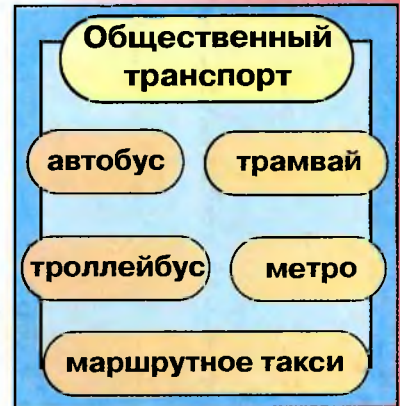 Общественный
транспорт
автобус трамвай
троллейбус метро
маршрутное такси